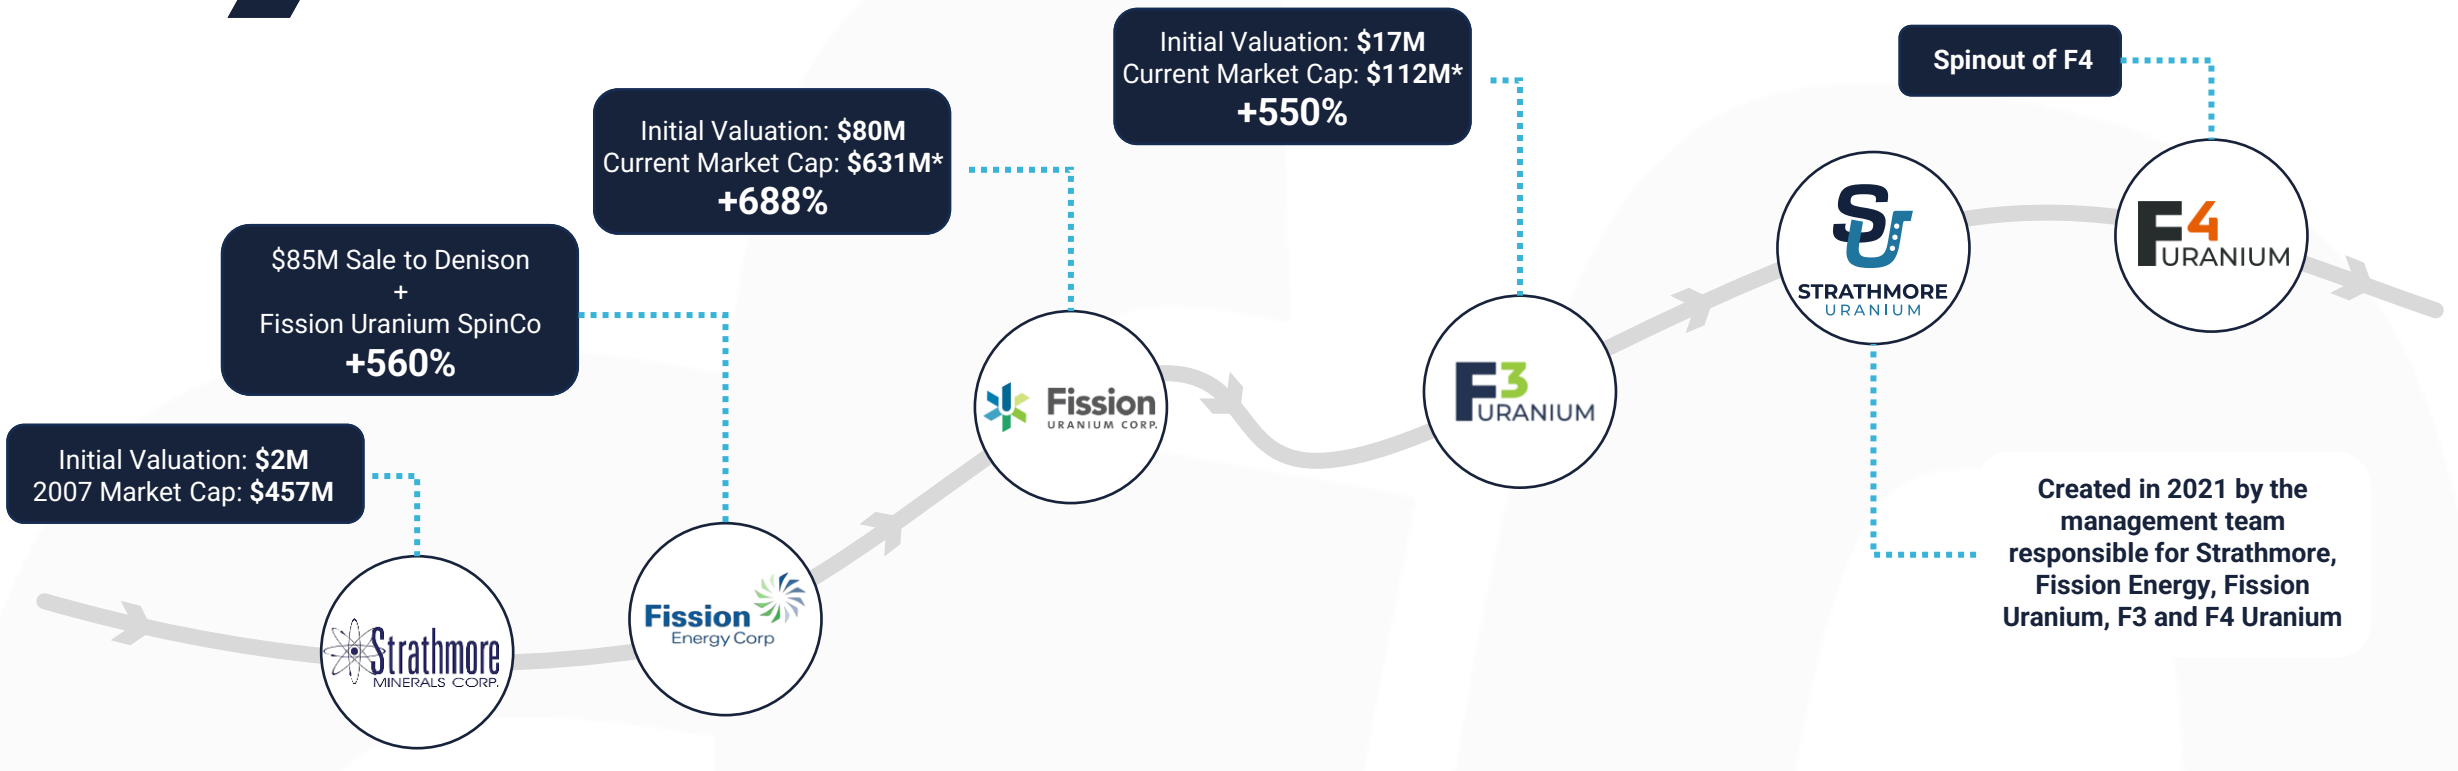 Initial Valuation: $2M
2007 Market Cap: $457M
Strathmore
MINERALS CORP.
$85M Sale to Denison
+
Fission Uranium SpinCo
+560%
Fission
Energy Corp
Initial Valuation: $80M
Current Market Cap: $631M*
+688%
Fission
URANIUM CORP.
Initial Valuation: $17M
Current Market Cap: $112M*
+550%
F3
URANIUM
SU
STRATHMORE
URANIUM
Created in 2021 by the
management team
responsible for Strathmore,
Fission Energy, Fission
Uranium, F3 and F4 Uranium
Spinout of F4
F4
URANIUM